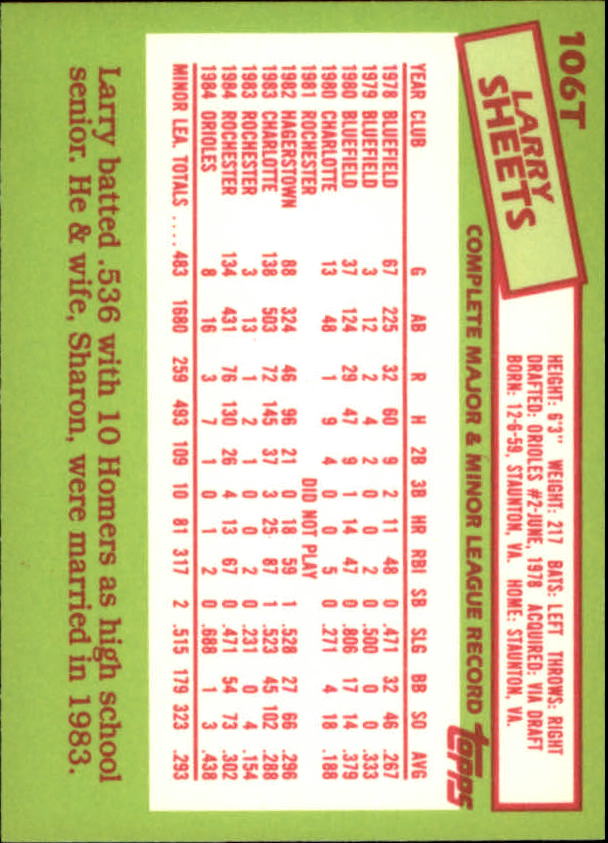 106T
LARRY
SHEETS
HEIGHT: 6'3" WEIGHT: 217 BATS: LEFT THROWS: RIGHT
DRAFTED: ORIOLES #2-JUNE, 1978 ACQUIRED: VIA DRAFT
BORN: 12-6-59, STAUNTON, VA. HOME: STAUNTON, VA.
COMPLETE MAJOR & MINOR LEAGUE RECORD topps
YEAR CLUB G AB R H 2B 3B HR RBI SB SLG BB SO AVG
1978 BLUEFIELD 67 225 32 60 9 2 11 48 0 .471 32 46 .267
1979 BLUEFIELD 3 12 2 4 2 0 0 2 0 .500 0 0 .333
1980 BLUEFIELD 37 124 29 47 9 1 14 47 0 .806 17 14 .379
1980 CHARLOTTE 13 48 1 9 4 0 0 5 0 .271 4 18 .188
1981 ROCHESTER DID NOT PLAY
1982 HAGERSTOWN 88 324 46 96 21 0 18 59 1 .528 27 66 .296
1983 CHARLOTTE 138 503 72 145 37 3 25 87 1 .523 45 102 .288
1983 ROCHESTER 3 13 1 2 1 0 0 2 0 .231 0 4 .154
1984 ROCHESTER 134 431 76 130 26 4 13 67 0 .471 54 73 .302
1984 ORIOLES 8 16 3 7 1 0 1 2 0 .688 1 3 .438
MINOR LEA. TOTALS .... 483 1680 259 493 109 10 81 317 2 .515 179 323 .293
Larry batted .536 with 10 Homers as high school
senior. He & wife, Sharon, were married in 1983.